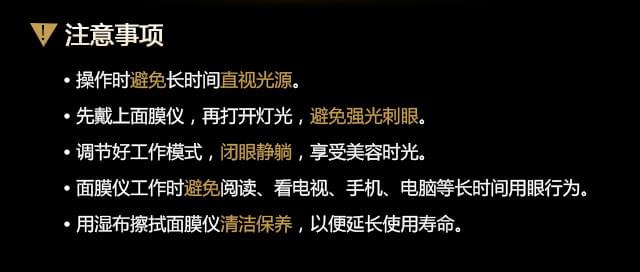 注意事项
• 操作时避免长时间直视光源。
• 先戴上面膜仪，再打开灯光，避免强光刺眼。
• 调节好工作模式，闭眼静躺，享受美容时光。
• 面膜仪工作时避免阅读、看电视、手机、电脑等长时间用眼行为。
• 用湿布擦拭面膜仪清洁保养，以便延长使用寿命。